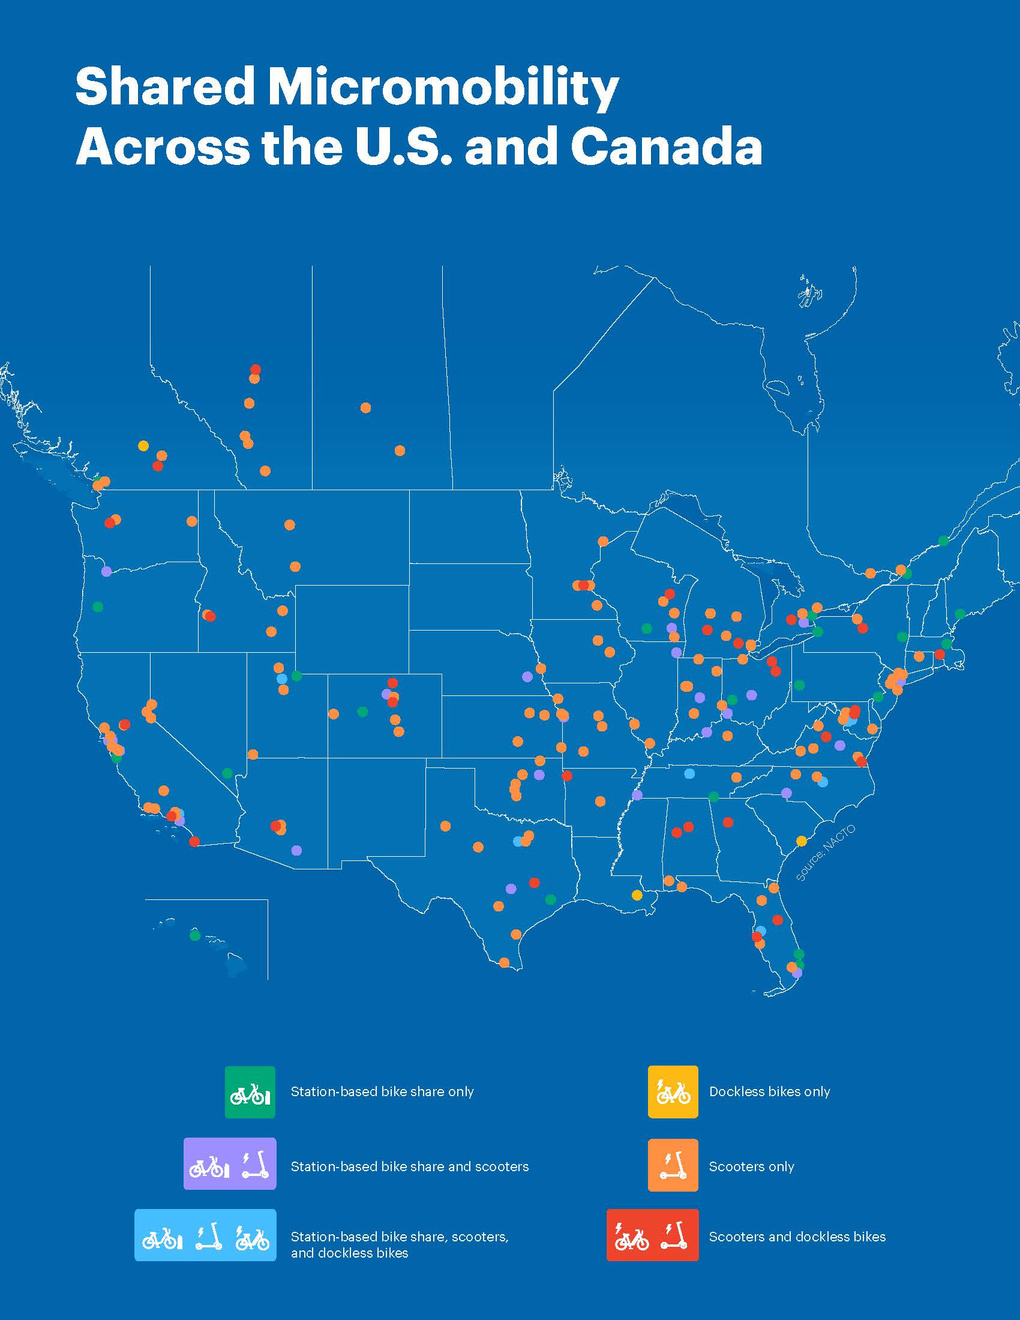 Shared Micromobility
Across the U.S. and Canada
Source: NACTO
Station-based bike share only
Dockless bikes only
Station-based bike share and scooters
Scooters only
Station-based bike share, scooters,
and dockless bikes
Scooters and dockless bikes